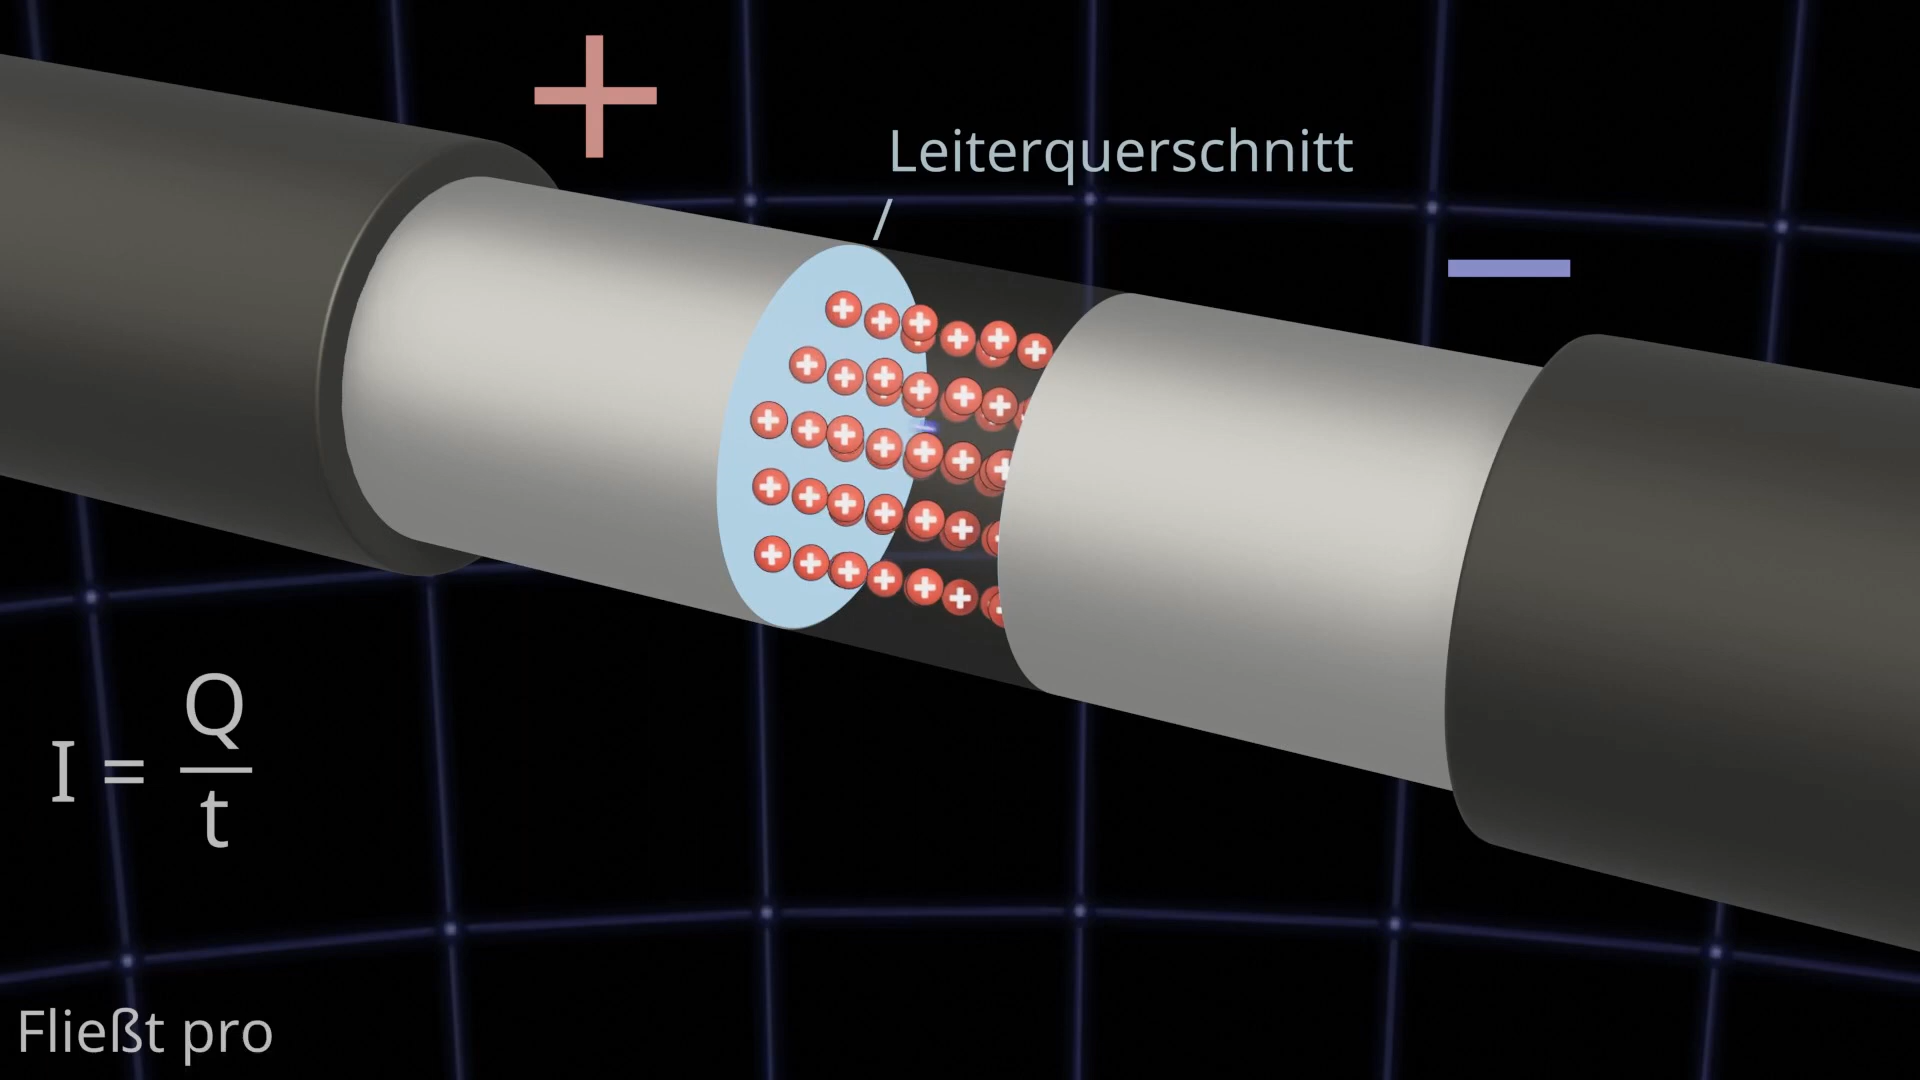 +
Leiterquerschnitt
−
I = Q/t
Fließt pro